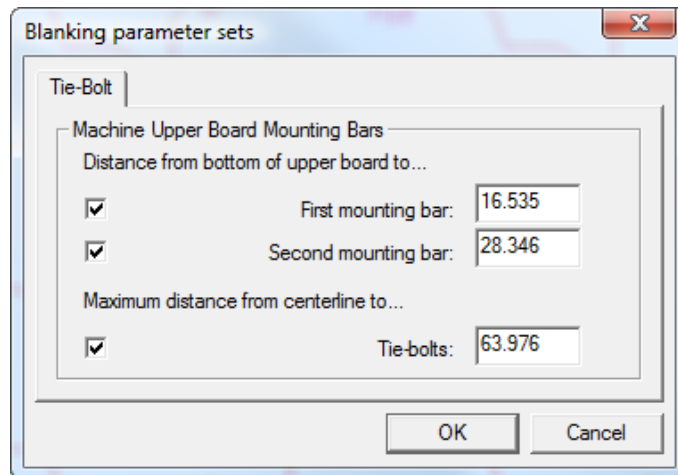 Blanking parameter sets
Tie-Bolt
Machine Upper Board Mounting Bars
Distance from bottom of upper board to...
First mounting bar: 16.535
Second mounting bar: 28.346
Maximum distance from centerline to...
Tie-bolts: 63.976
OK Cancel